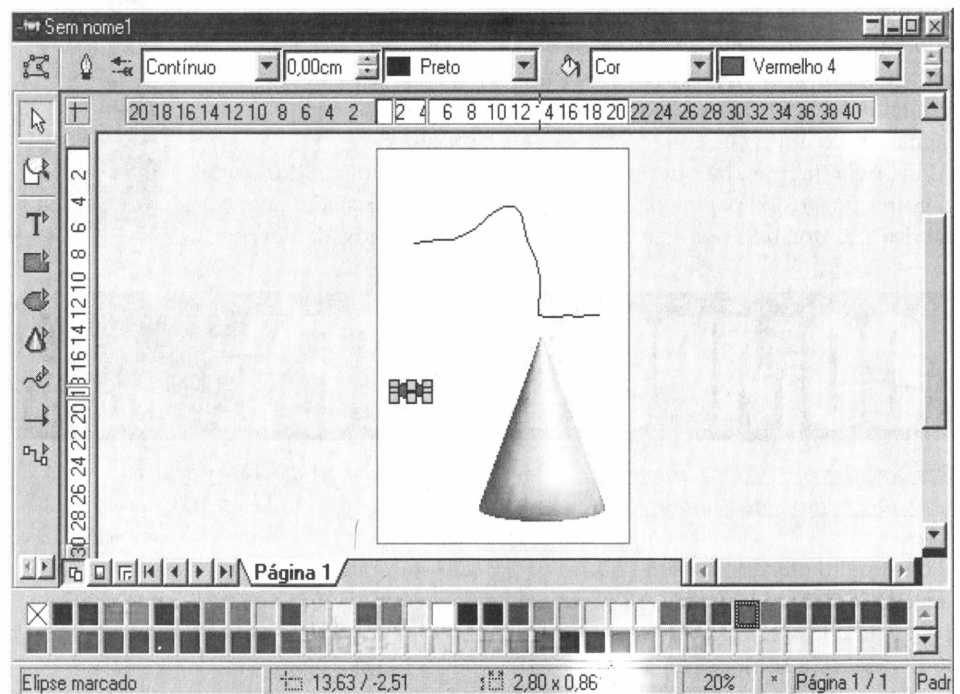 Sem nome1
Contínuo 0,00cm Preto Cor Vermelho 4
20 18 16 14 12 10 8 6 4 2 2 4 6 8 10 12 4 16 18 20 22 24 26 28 30 32 34 36 38 40
2 4 6 8 10 12 14 16 18 20 22 24 26 28 30
T
Página 1
Elipse marcado 13,63 / -2,51 2,80 x 0,86 20% * Página 1 / 1 Padr